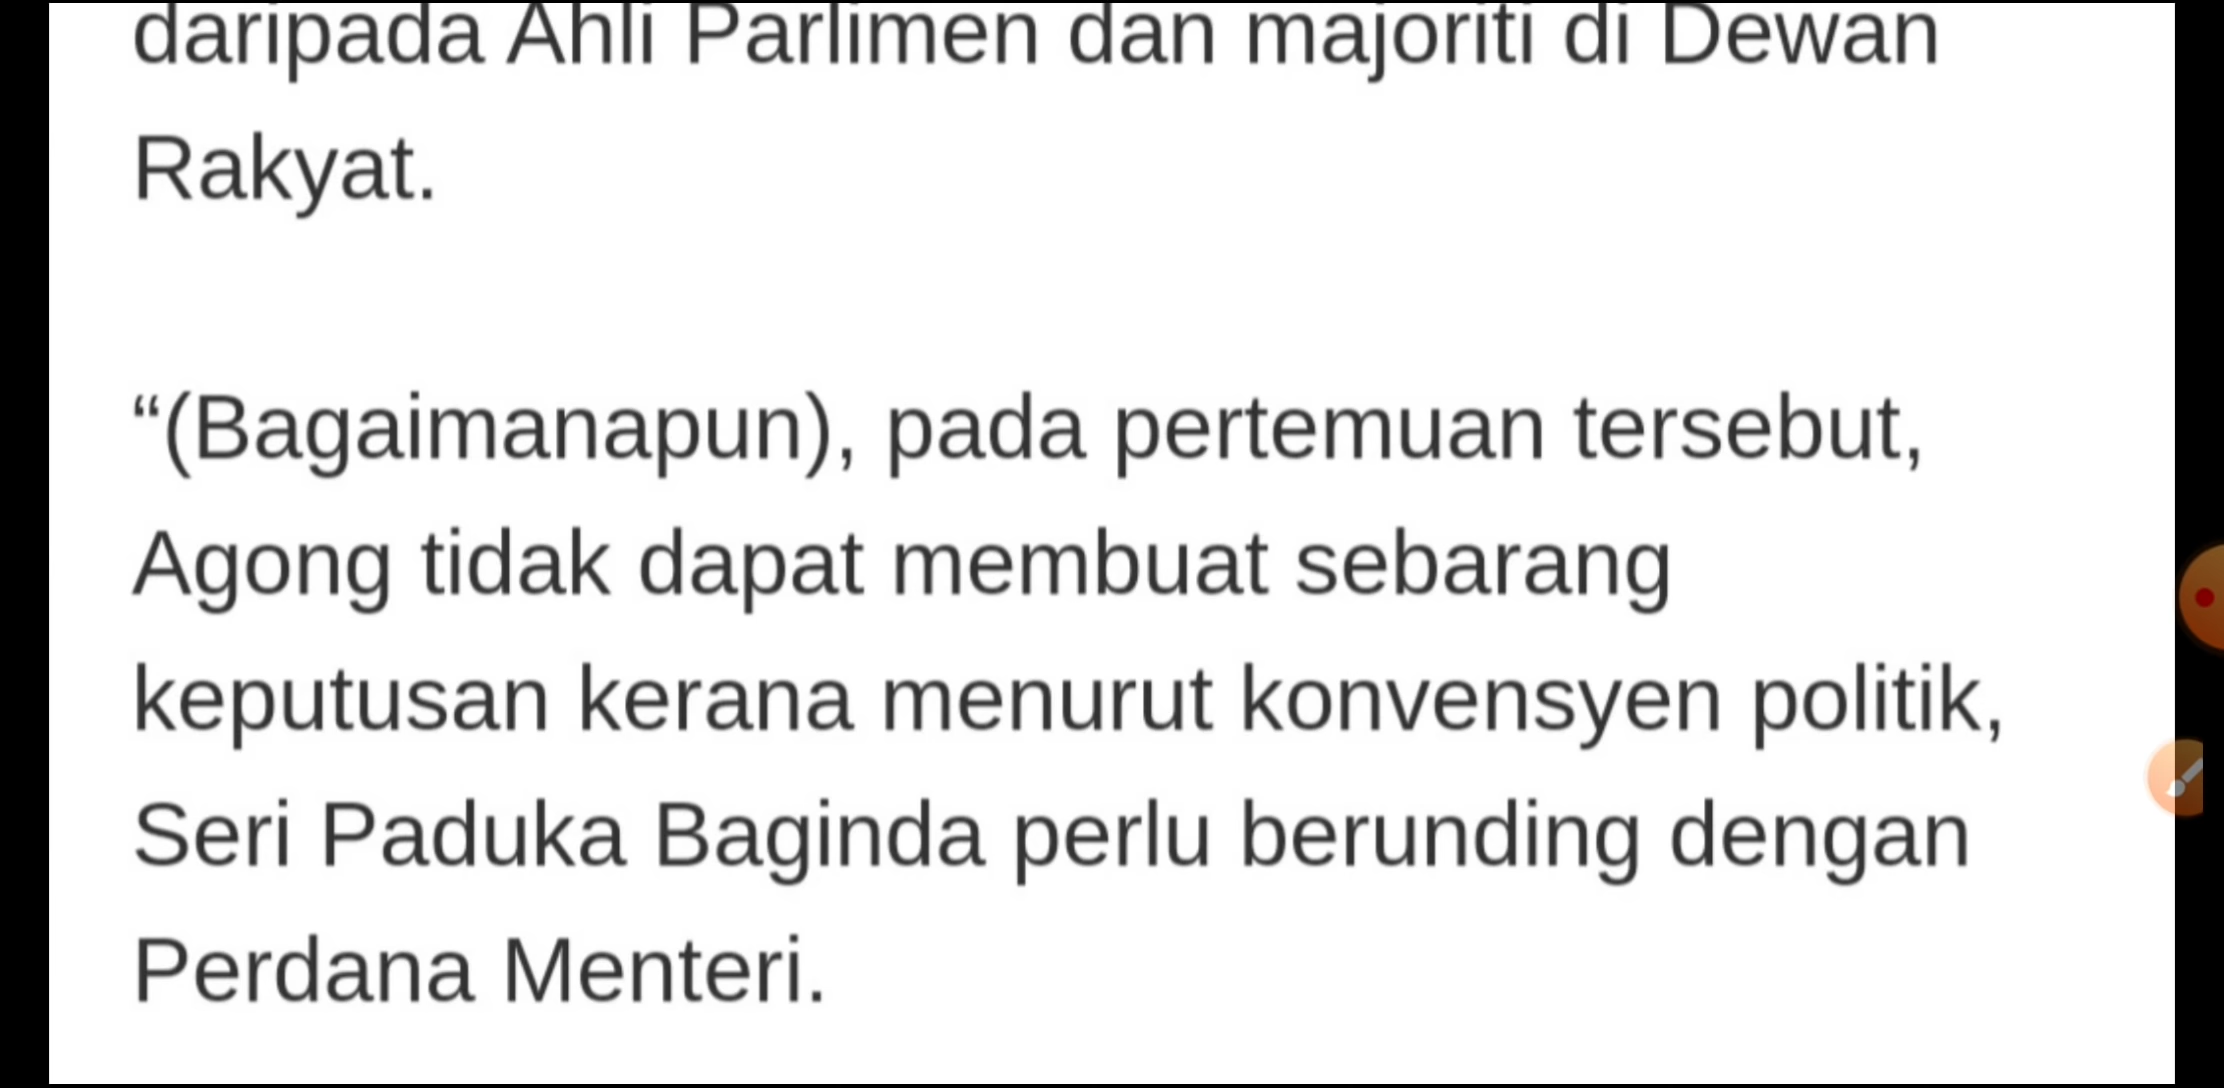 daripada Ahli Parlimen dan majoriti di Dewan
Rakyat.
“(Bagaimanapun), pada pertemuan tersebut,
Agong tidak dapat membuat sebarang
keputusan kerana menurut konvensyen politik,
Seri Paduka Baginda perlu berunding dengan
Perdana Menteri.